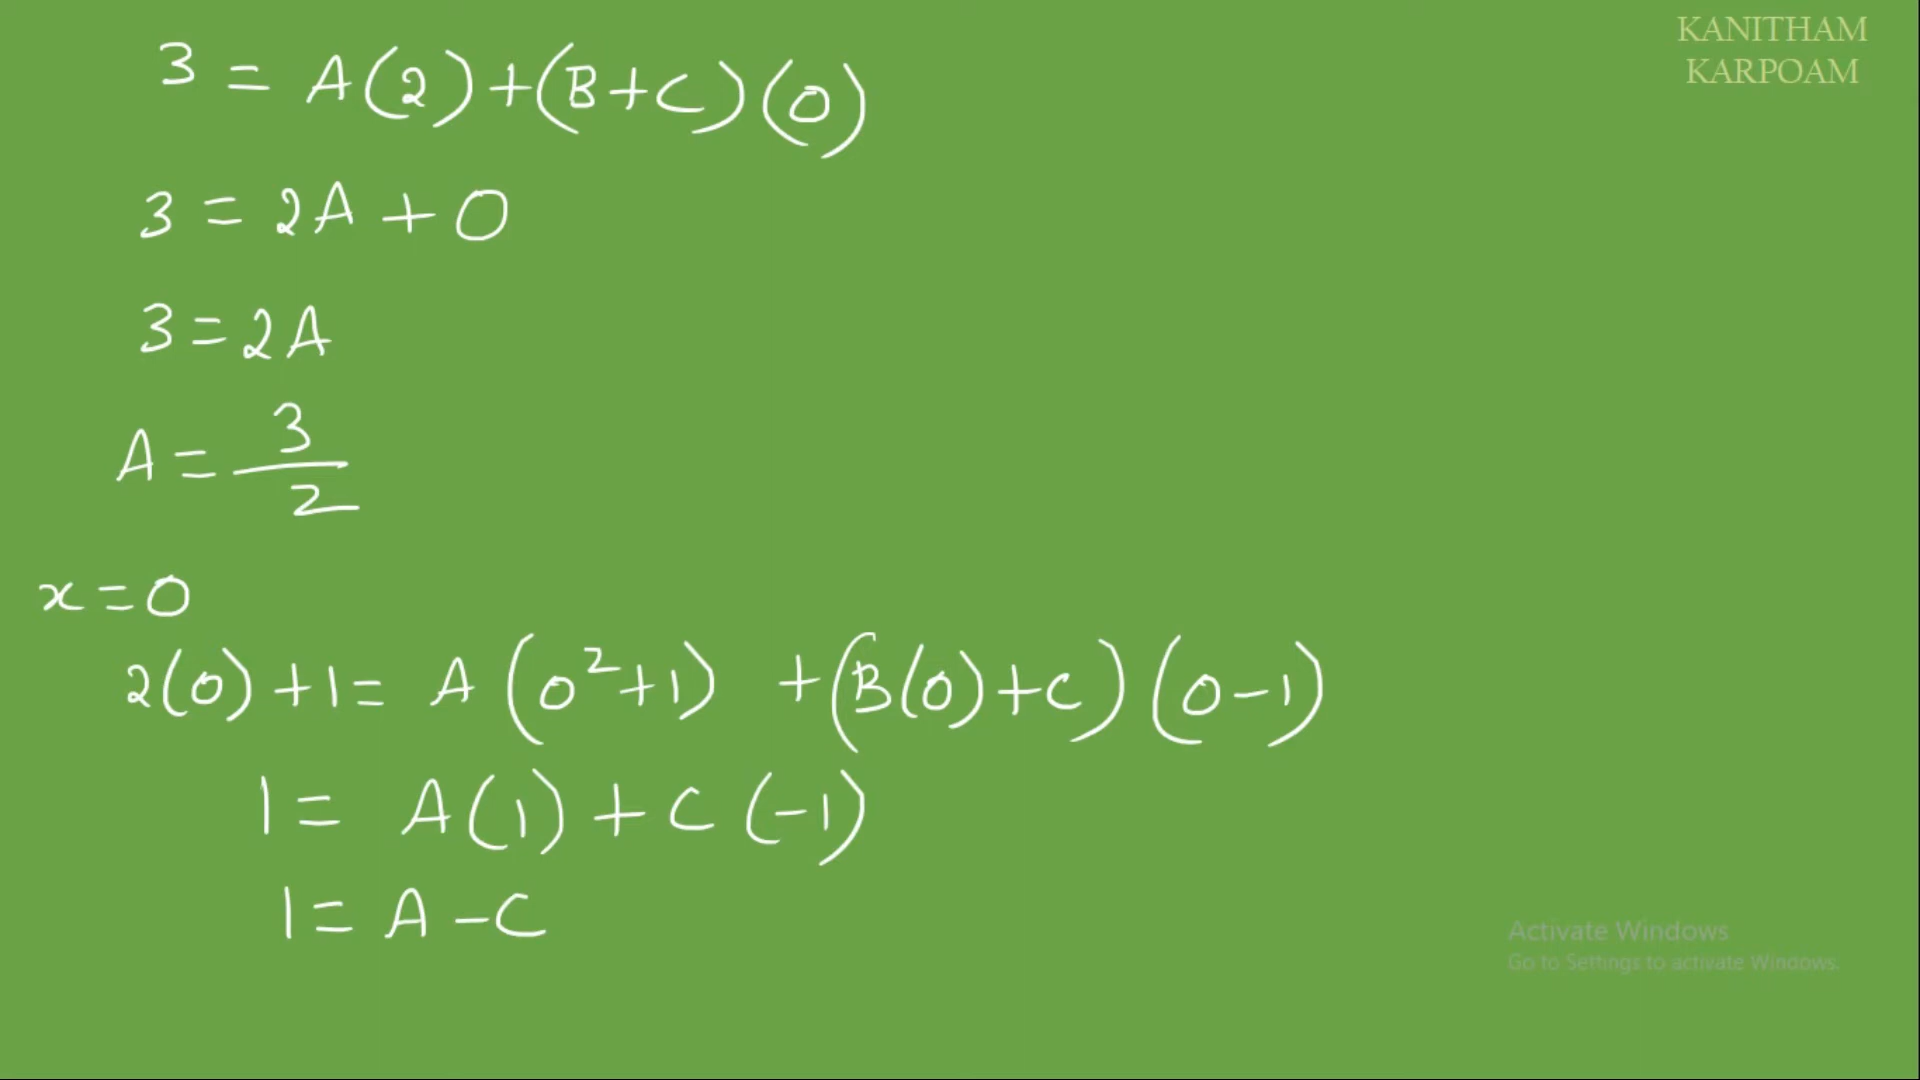 KANITHAM
KARPOAM
3 = A(2)+(B+C)(0)
3 = 2A + 0
3 = 2A
A = 3/2
x = 0
2(0)+1 = A(0²+1) +(B(0)+C)(0-1)
1 = A(1) + C(-1)
1 = A - C
Activate Windows
Go to Settings to activate Windows.